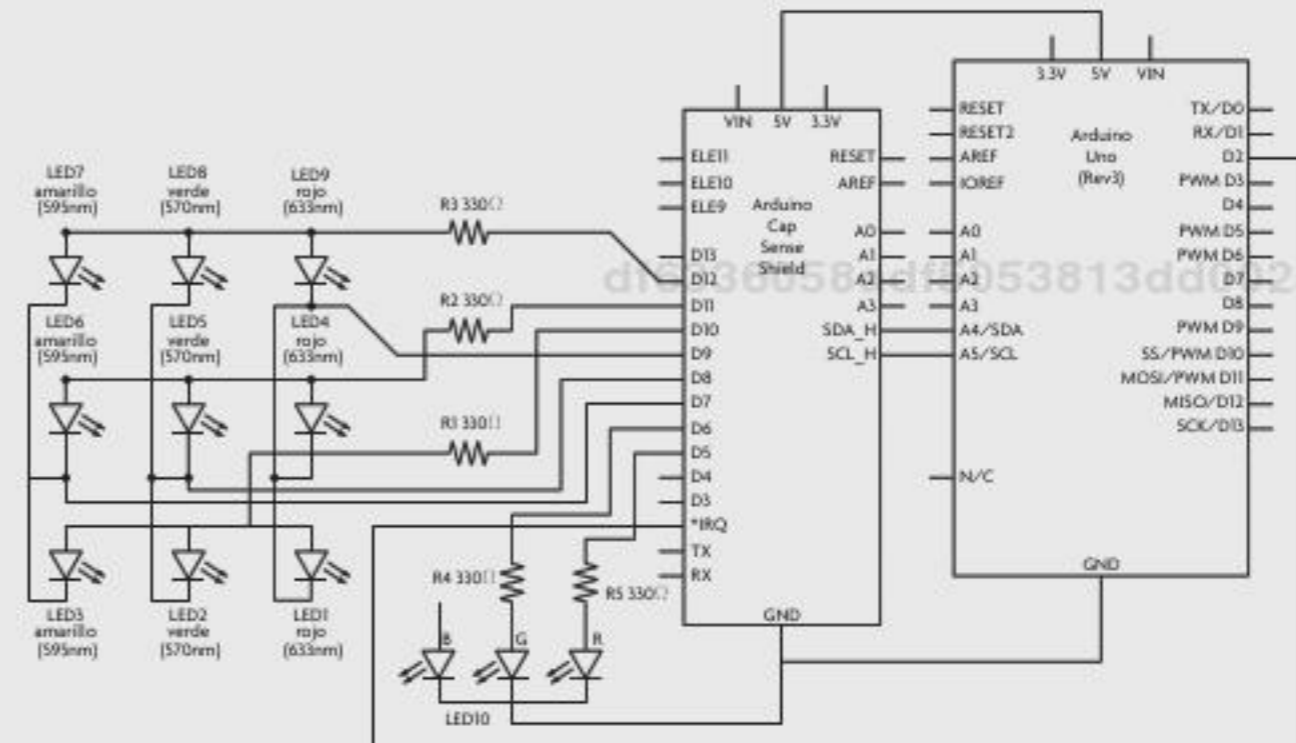 3.3V 5V VIN
RESET TX/D0
RESET2 RX/D1
AREF D2
IOREF PWM D3
D4
Arduino
Uno
(Rev3)
A0 PWM D5
A1 PWM D6
A2 D7
A3 D8
A4/SDA PWM D9
A5/SCL SS/PWM D10
MOSI/PWM D11
MISO/D12
SCK/D13
N/C
GND
VIN 5V 3.3V
ELE11 RESET
ELE10 AREF
ELE9
Arduino
Cap
Sense
Shield
A0
D13 A1
D12 A2
D11 A3
D10 SDA_H
D9 SCL_H
D8
D7
D6
D5
D4
D3
*IRQ
TX
RX
GND
LED7
amarillo
(595nm)
LED8
verde
(570nm)
LED9
rojo
(633nm)
R3 330Ω
R2 330Ω
LED6
amarillo
(595nm)
LED5
verde
(570nm)
LED4
rojo
(633nm)
R1 330Ω
LED3
amarillo
(595nm)
LED2
verde
(570nm)
LED1
rojo
(633nm)
R4 330Ω
R5 330Ω
B G R
LED10